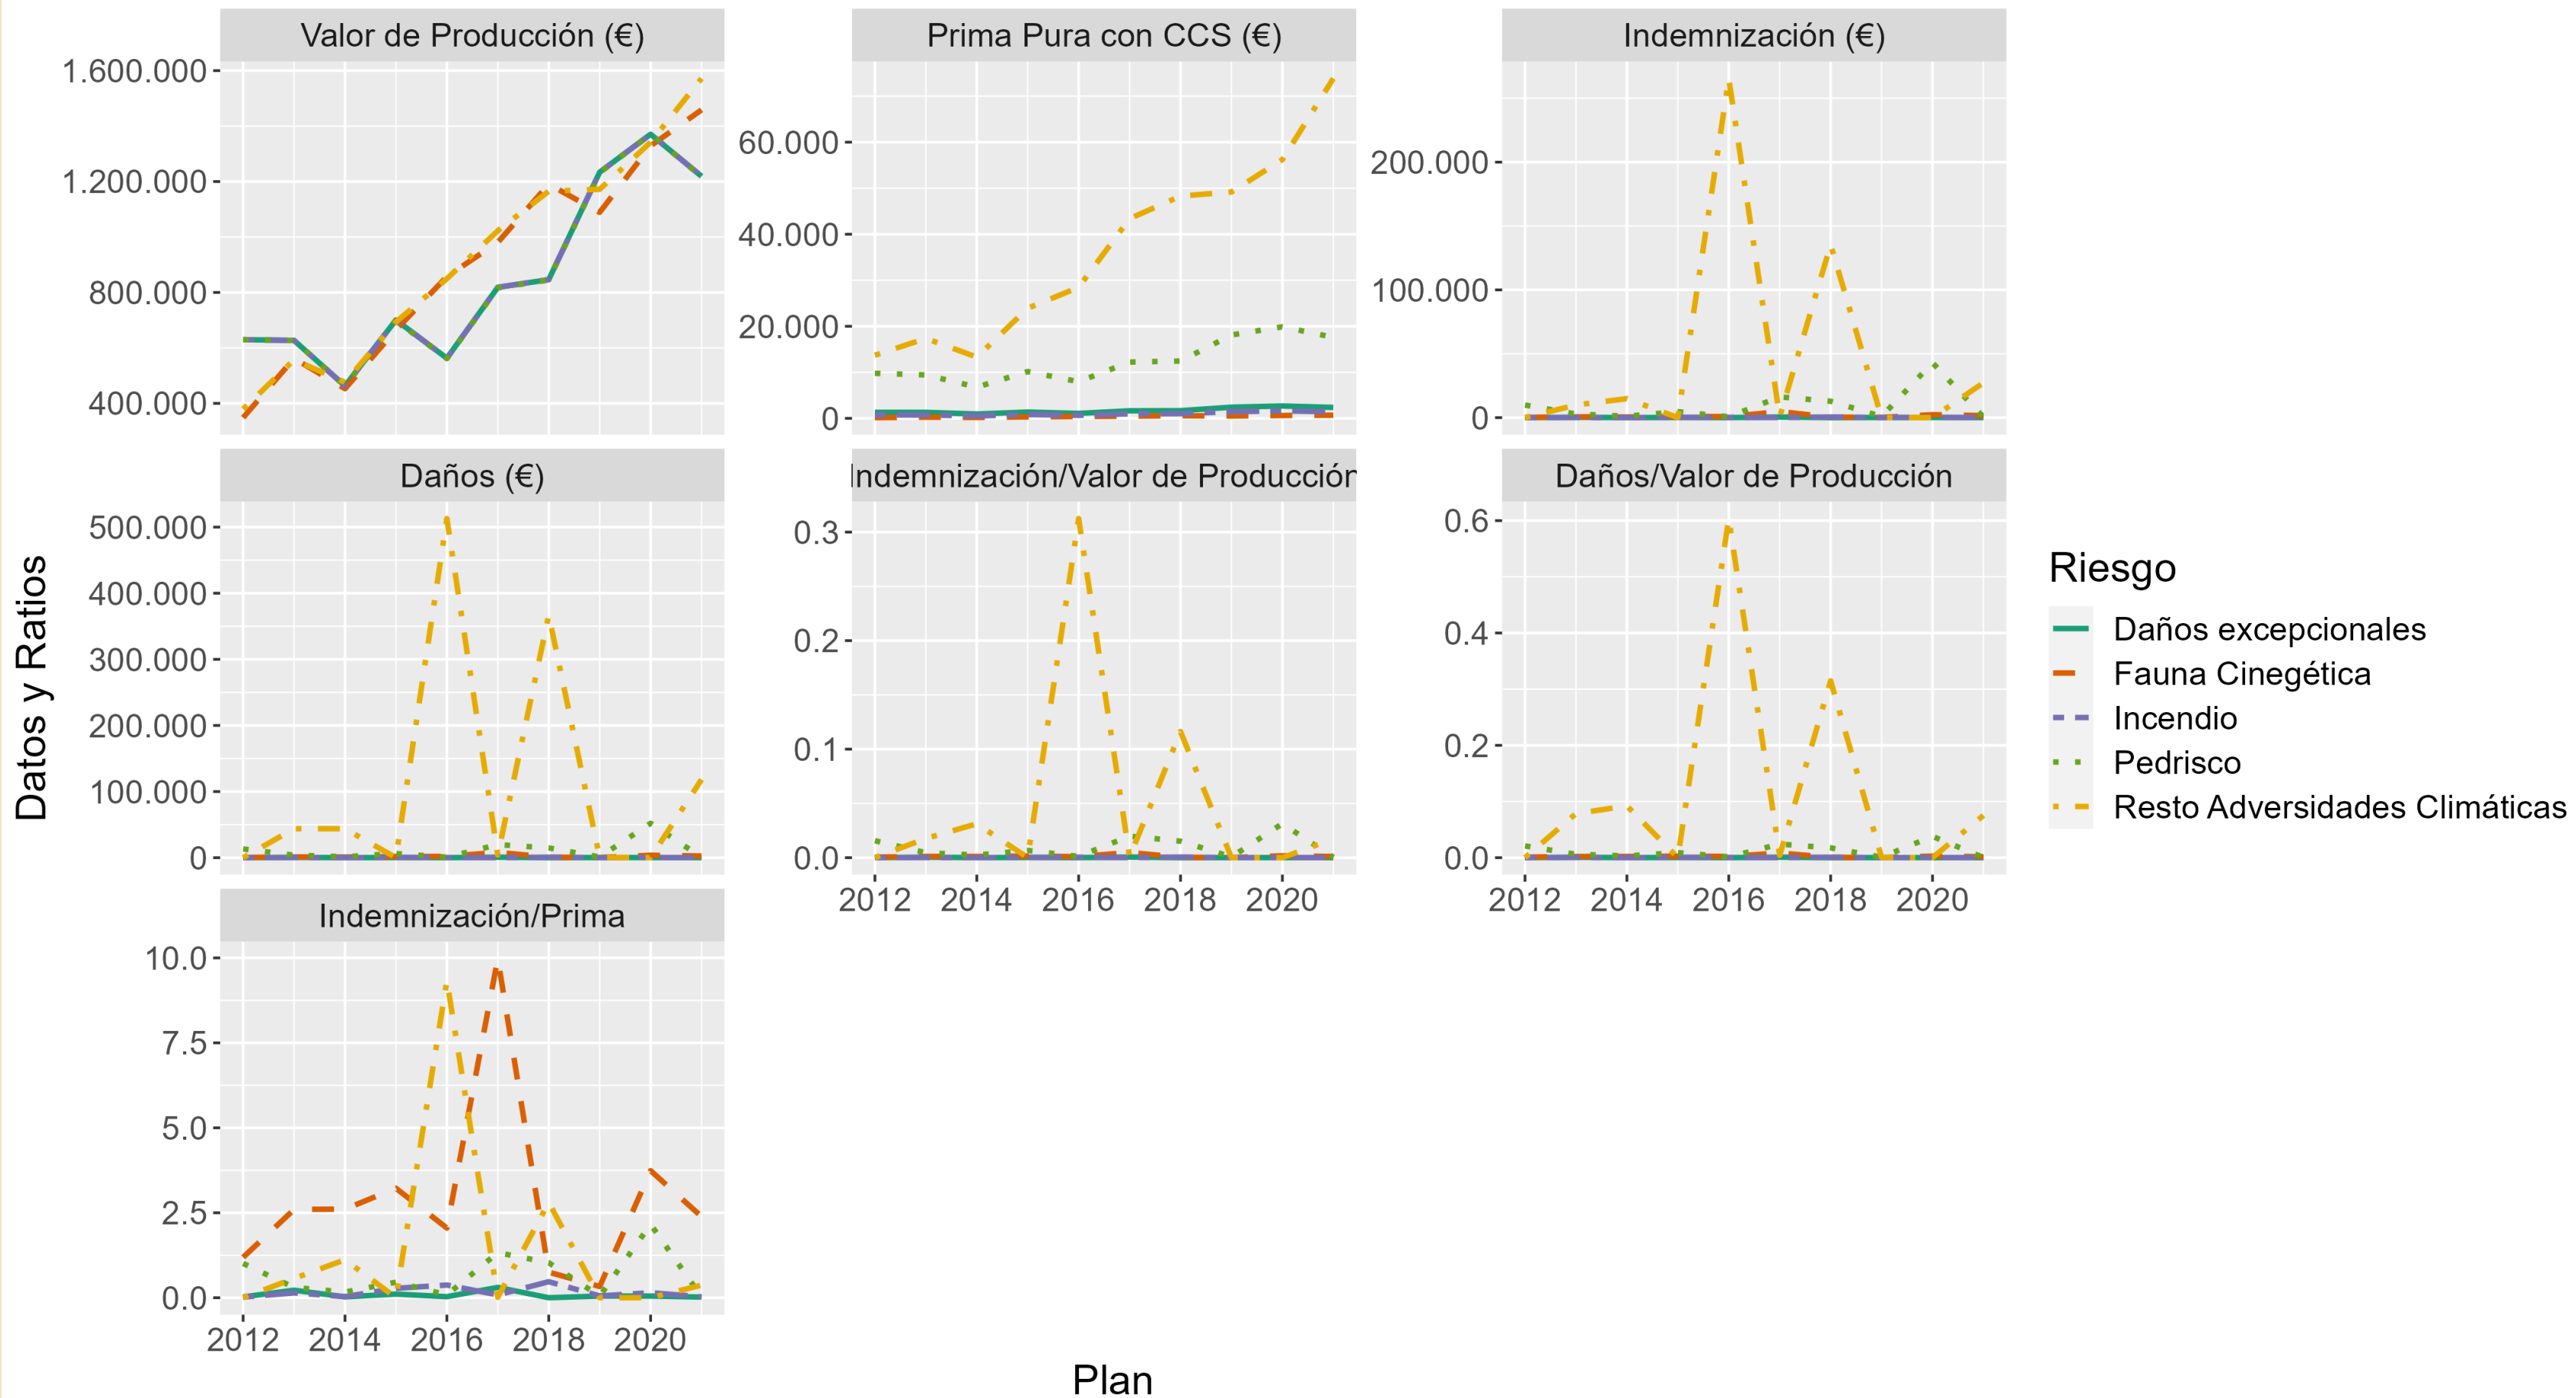 Valor de Producción (€)
1.600.000
1.200.000
800.000
400.000
Prima Pura con CCS (€)
60.000
40.000
20.000
0
Indemnización (€)
200.000
100.000
0
Daños (€)
500.000
400.000
300.000
200.000
100.000
0
Indemnización/Valor de Producción
0.3
0.2
0.1
0.0
2012 2014 2016 2018 2020
Daños/Valor de Producción
0.6
0.4
0.2
0.0
2012 2014 2016 2018 2020
Indemnización/Prima
10.0
7.5
5.0
2.5
0.0
2012 2014 2016 2018 2020
Datos y Ratios
Plan
Riesgo
Daños excepcionales
Fauna Cinegética
Incendio
Pedrisco
Resto Adversidades Climáticas